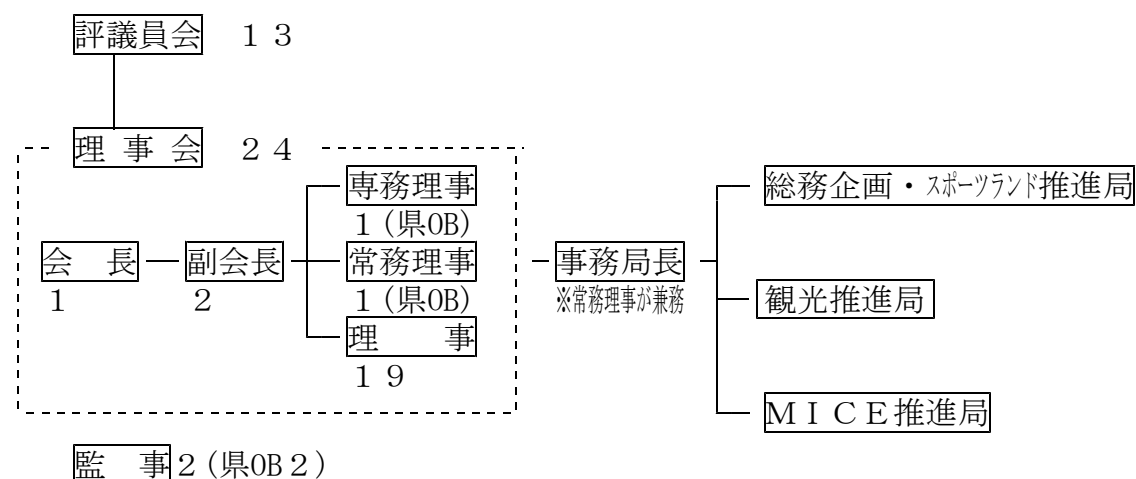 評議員会 １３
理 事 会 ２４
専務理事
１(県OB)
総務企画・スポーツランド推進局
会 長
１
副会長
２
常務理事
１(県OB)
事務局長
※常務理事が兼務
観光推進局
理 事
１９
ＭＩＣＥ推進局
監 事２(県OB２)